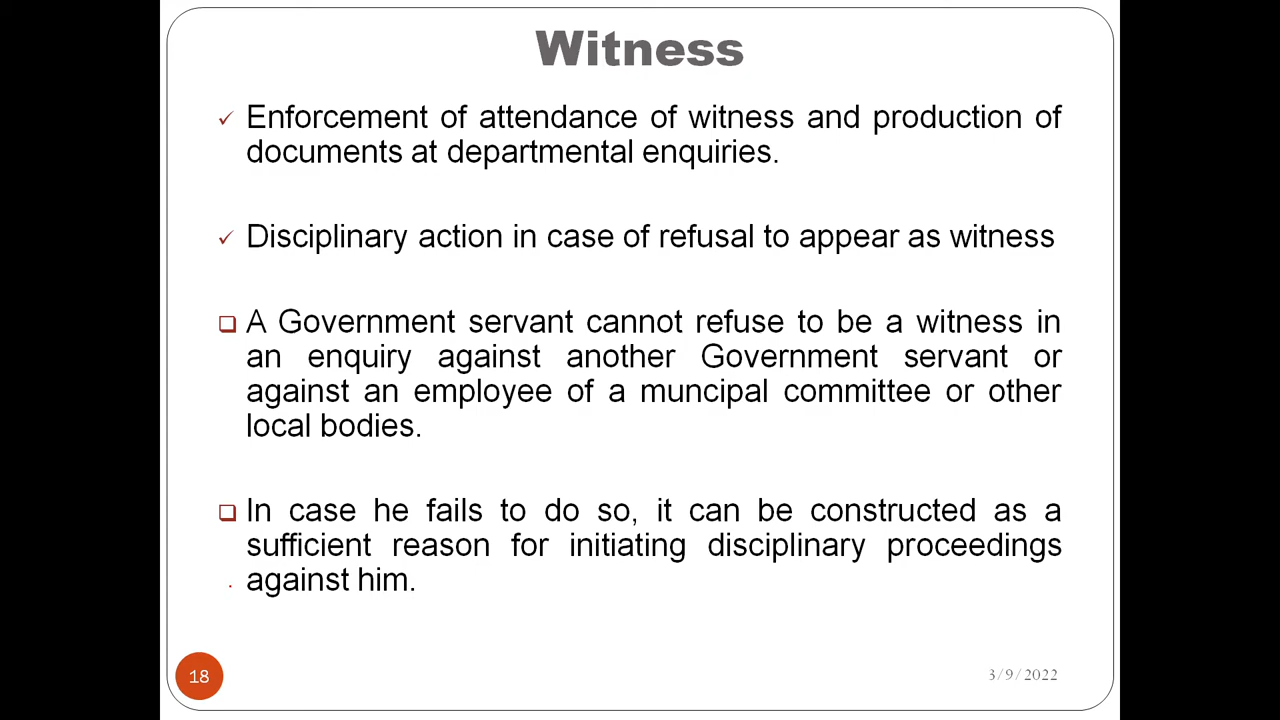 Witness
Enforcement of attendance of witness and production of
documents at departmental enquiries.
Disciplinary action in case of refusal to appear as witness
A Government servant cannot refuse to be a witness in
an enquiry against another Government servant or
against an employee of a muncipal committee or other
local bodies.
In case he fails to do so, it can be constructed as a
sufficient reason for initiating disciplinary proceedings
against him.
18
3/9/2022